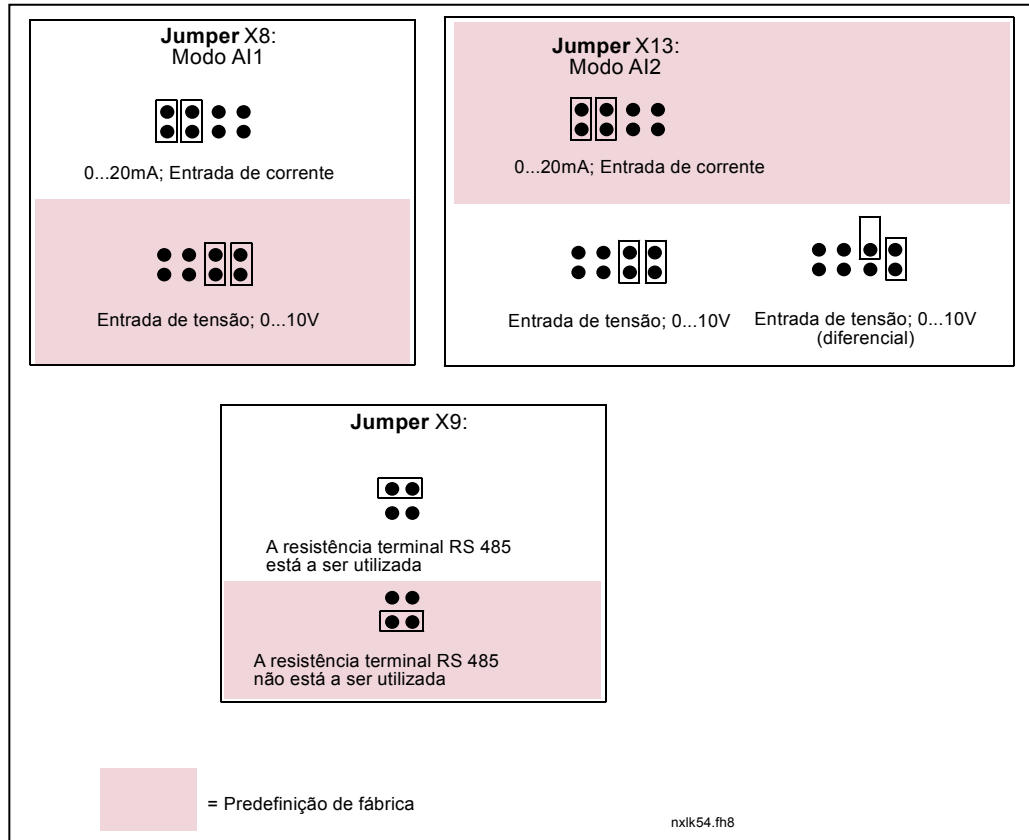 Jumper X8:
Modo AI1
0...20mA; Entrada de corrente
Entrada de tensão; 0...10V
Jumper X13:
Modo AI2
0...20mA; Entrada de corrente
Entrada de tensão; 0...10V
Entrada de tensão; 0...10V
(diferencial)
Jumper X9:
A resistência terminal RS 485
está a ser utilizada
A resistência terminal RS 485
não está a ser utilizada
= Predefinição de fábrica
nxlk54.fh8